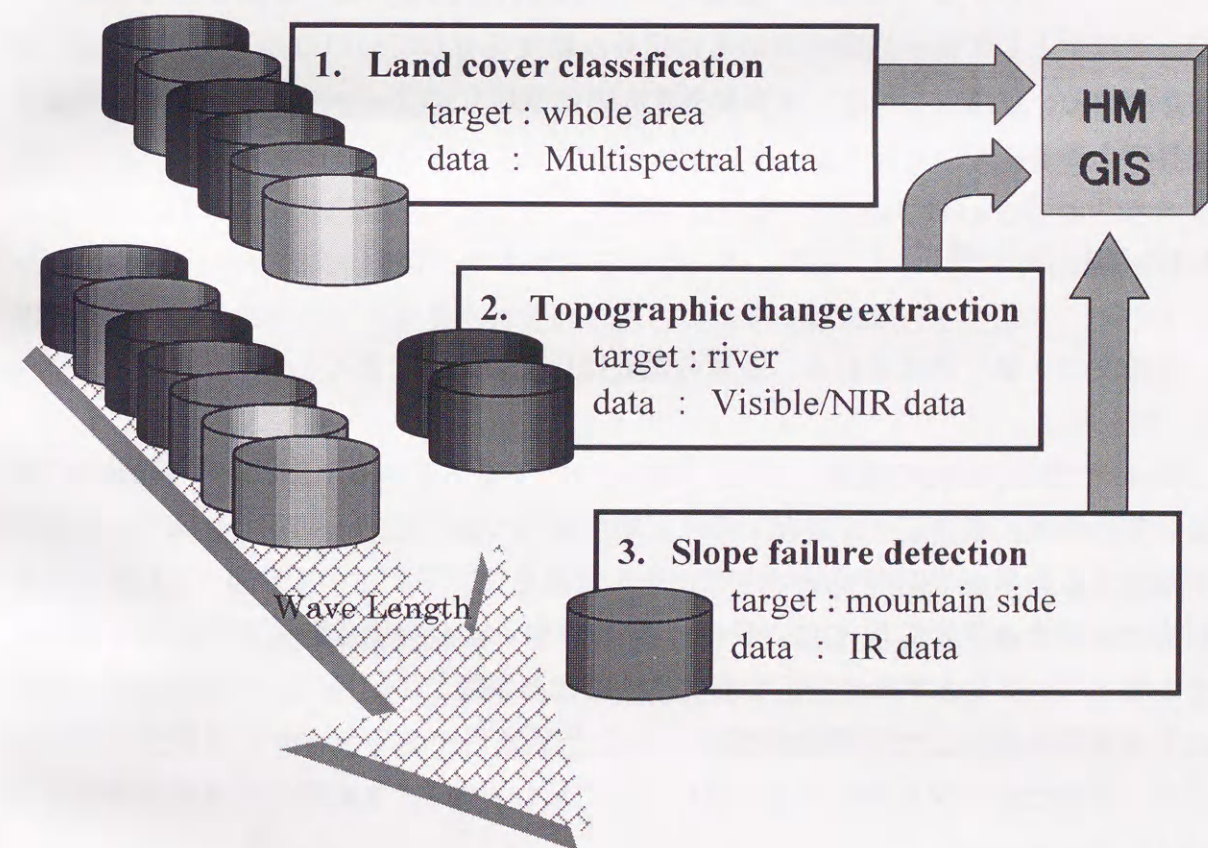 1. Land cover classification
target : whole area
data : Multispectral data
HM
GIS
2. Topographic change extraction
target : river
data : Visible/NIR data
3. Slope failure detection
target : mountain side
data : IR data
Wave Length